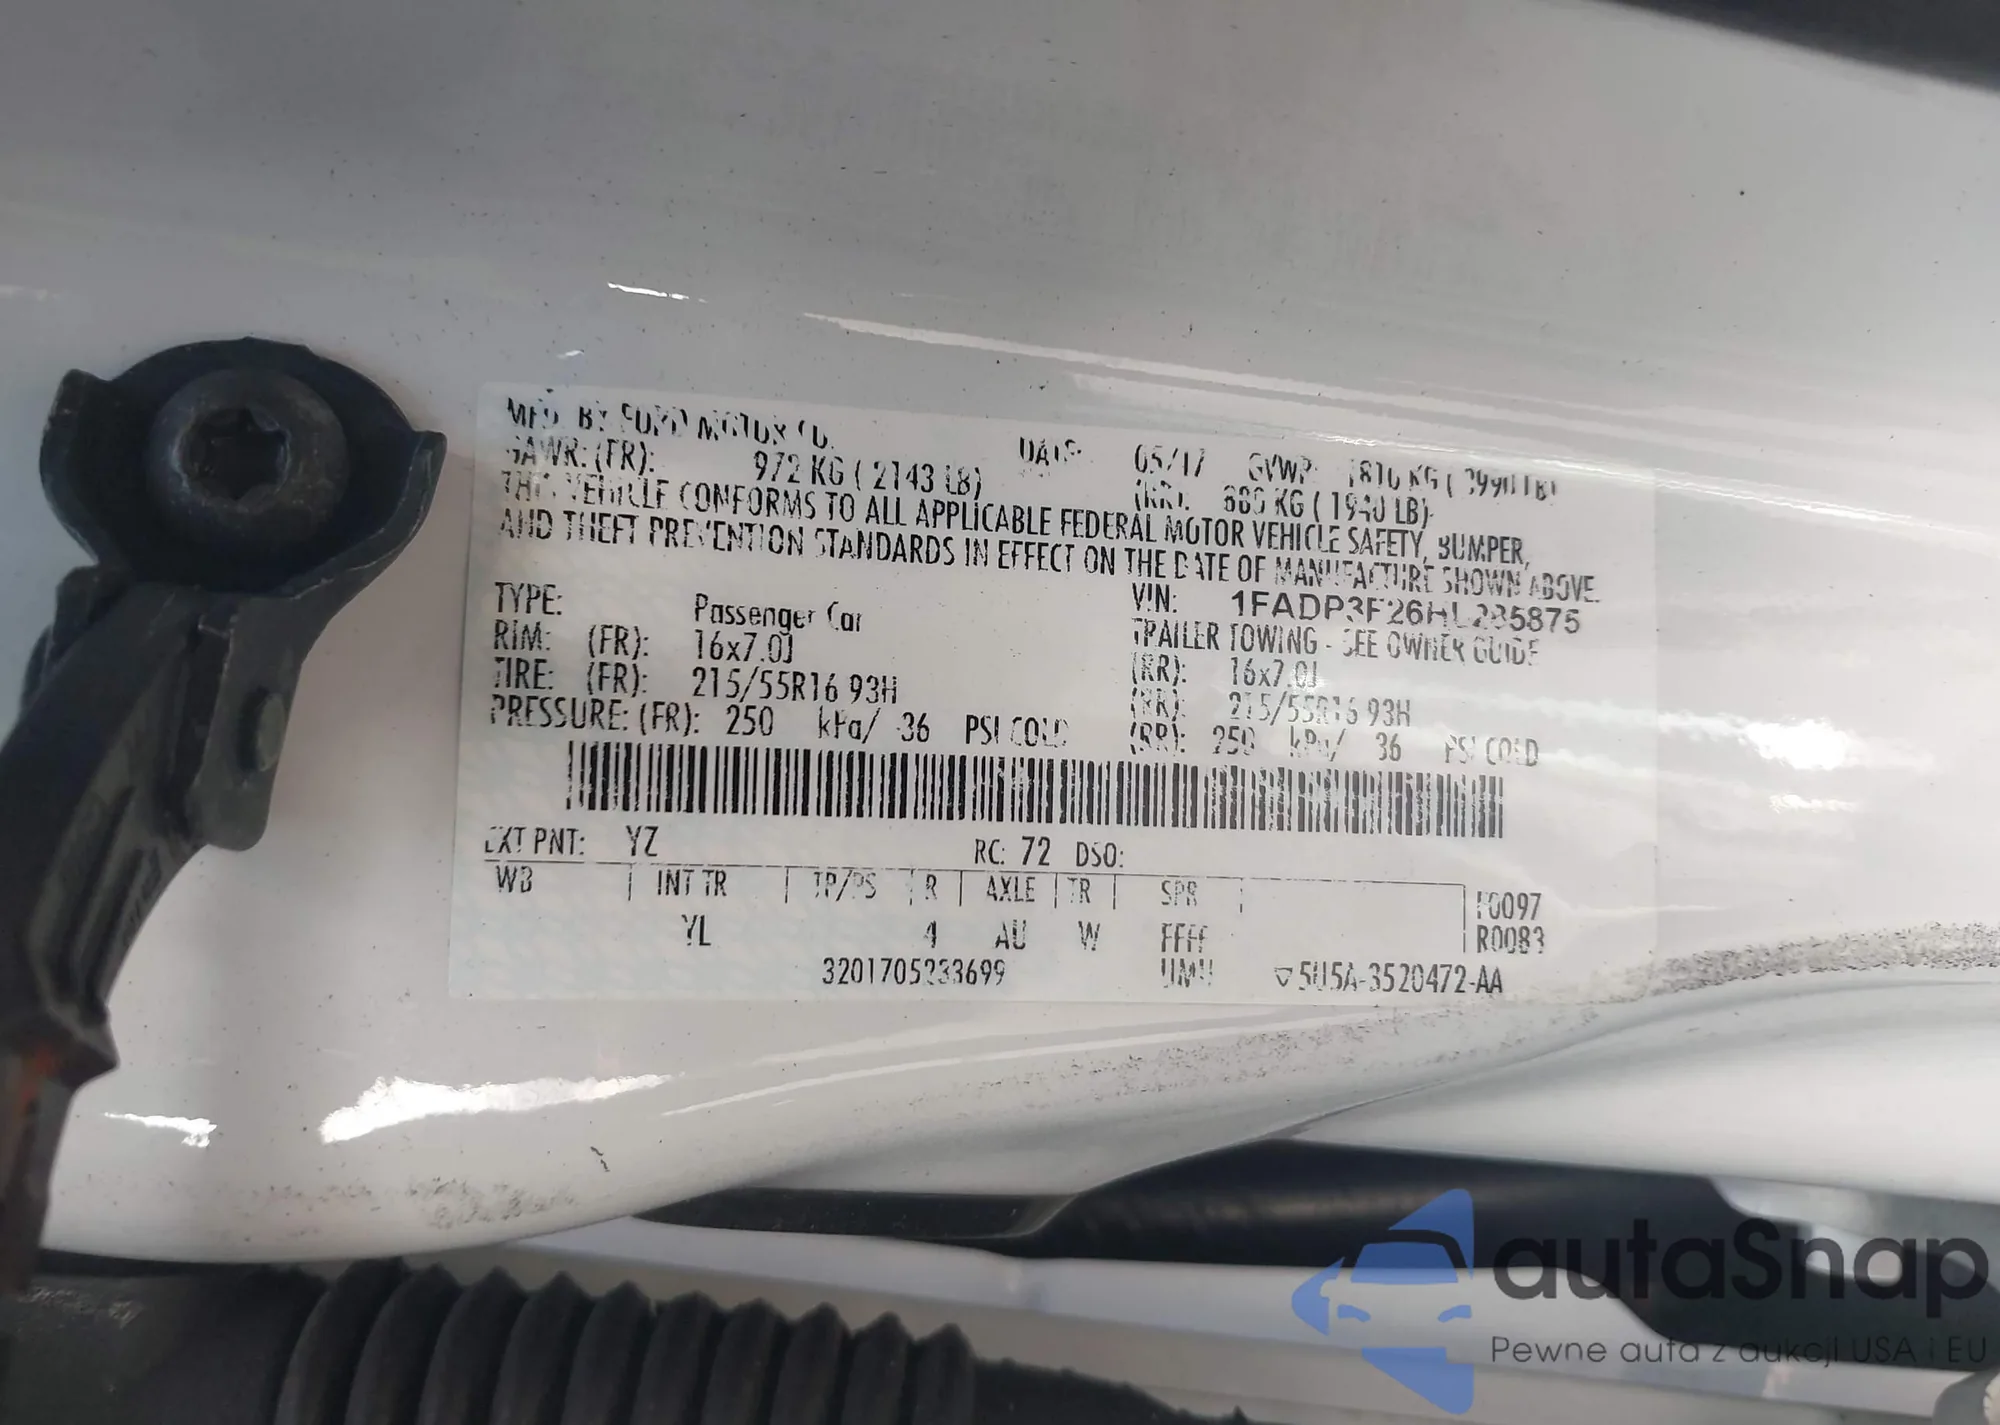 MFD. BY FORD MOTOR CO.
DATE: 05/17 GVWP: 1810 KG ( 3990 LB)
GAWR: (FR): 972 KG ( 2143 LB) (RR): 880 KG ( 1940 LB)
THIS VEHICLE CONFORMS TO ALL APPLICABLE FEDERAL MOTOR VEHICLE SAFETY, BUMPER,
AND THEFT PREVENTION STANDARDS IN EFFECT ON THE DATE OF MANUFACTURE SHOWN ABOVE.
VIN:
TYPE: Passenger Car
TRAILER TOWING - SEE OWNER GUIDE
RIM: (FR): 16x7.0J (RR): 16x7.0J
TIRE: (FR): 215/55R16 93H (RR): 215/55R16 93H
PRESSURE: (FR): 250 kPa/ 36 PSI COLD (RR): 250 kPa/ 36 PSI COLD
EXT PNT: YZ RC: 72 DSO:
WB INT TR TP/PS R AXLE TR SPR
YL 4 AU W FFFF
F0097
R0083
3201705233699
5U5A-3520472-AA
autaSnap
Pewne auta z aukcji USA i EU